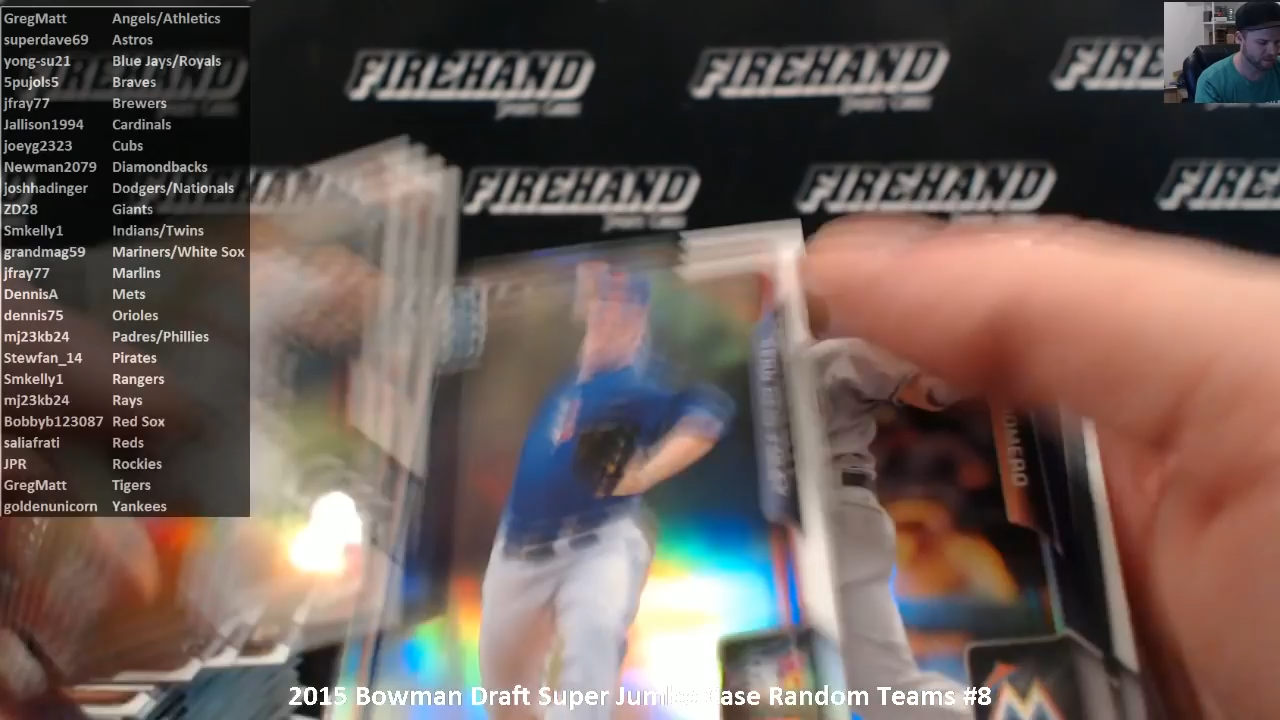 GregMatt Angels/Athletics
superdave69 Astros
yong-su21 Blue Jays/Royals
5pujols5 Braves
jfray77 Brewers
Jallison1994 Cardinals
joeyg2323 Cubs
Newman2079 Diamondbacks
joshhadinger Dodgers/Nationals
ZD28 Giants
Smkelly1 Indians/Twins
grandmag59 Mariners/White Sox
jfray77 Marlins
DennisA Mets
dennis75 Orioles
mj23kb24 Padres/Phillies
Stewfan_14 Pirates
Smkelly1 Rangers
mj23kb24 Rays
Bobbyb123087 Red Sox
saliafrati Reds
JPR Rockies
GregMatt Tigers
goldenunicorn Yankees
FIREHAND
FIREHAND
FIREHAND
FIREHAND
2015 Bowman Draft Super Jumbo Case Random Teams #8